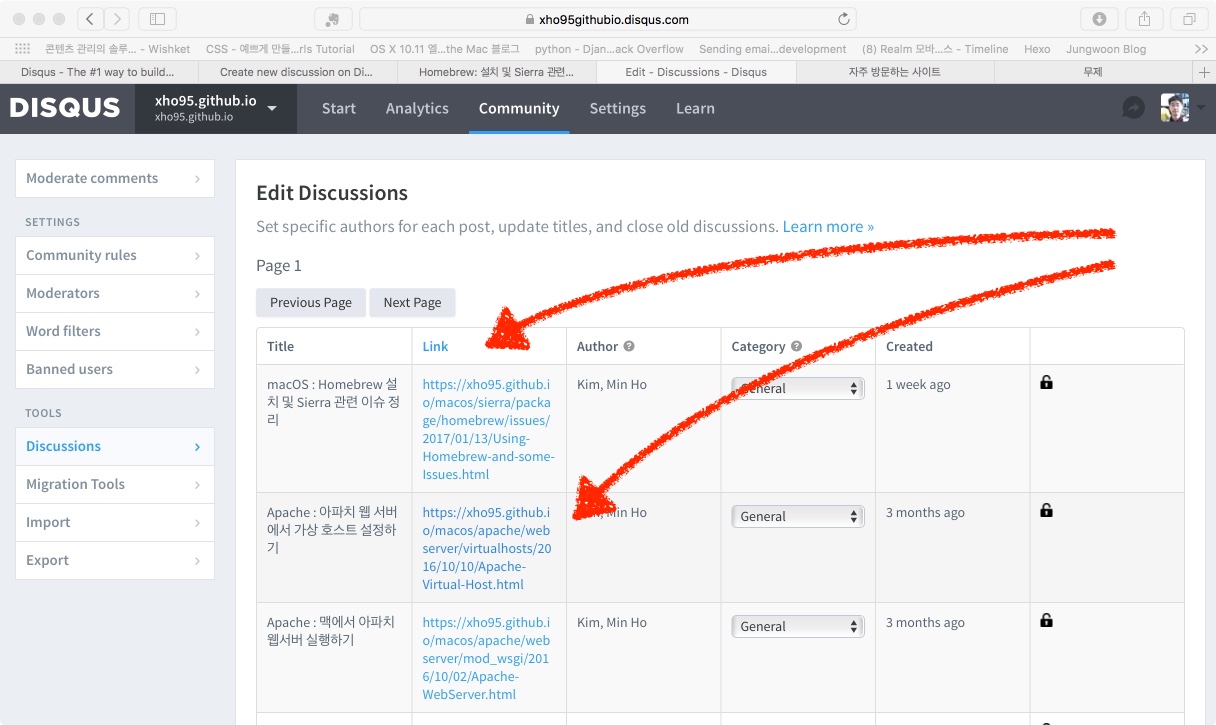 xho95githubio.disqus.com
콘텐츠 관리의 솔루... - Wishket
CSS - 예쁘게 만들...rls Tutorial
OS X 10.11 엘...the Mac 블로그
python - Djan...ack Overflow
Sending emai...development
(8) Realm 모바...스 - Timeline
Hexo
Jungwoon Blog
Disqus - The #1 way to build...
Create new discussion on Di...
Homebrew: 설치 및 Sierra 관련...
Edit - Discussions - Disqus
자주 방문하는 사이트
무제
DISQUS
xho95.github.io
xho95.github.io
Start
Analytics
Community
Settings
Learn
Moderate comments
SETTINGS
Community rules
Moderators
Word filters
Banned users
TOOLS
Discussions
Migration Tools
Import
Export
Edit Discussions
Set specific authors for each post, update titles, and close old discussions. Learn more »
Page 1
Previous Page
Next Page
Title
Link
Author
Category
Created
macOS : Homebrew 설
치 및 Sierra 관련 이슈 정
리
https://xho95.github.i
o/macos/sierra/packa
ge/homebrew/issues/
2017/01/13/Using-
Homebrew-and-some-
Issues.html
Kim, Min Ho
General
1 week ago
Apache : 아파치 웹 서버
에서 가상 호스트 설정하
기
https://xho95.github.i
o/macos/apache/web
server/virtualhosts/20
16/10/10/Apache-
Virtual-Host.html
Min Ho
General
3 months ago
Apache : 맥에서 아파치
웹서버 실행하기
https://xho95.github.i
o/macos/apache/web
server/mod_wsgi/201
6/10/02/Apache-
WebServer.html
Kim, Min Ho
General
3 months ago